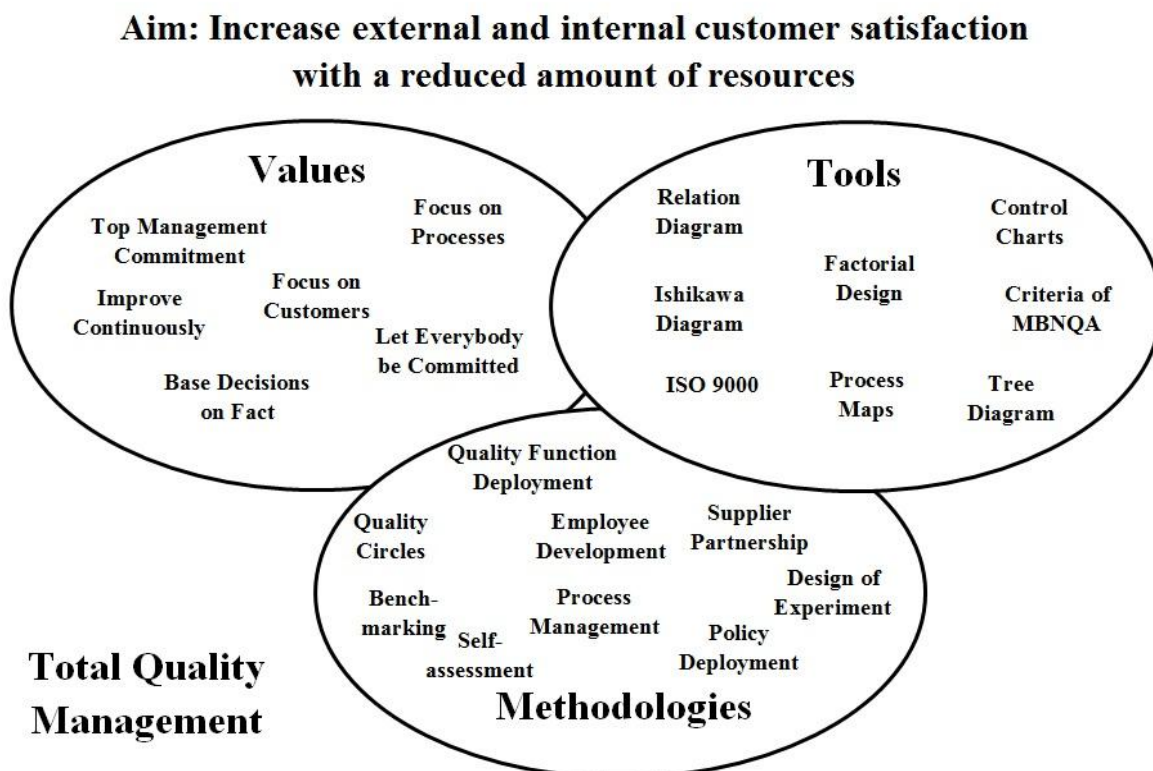 Aim: Increase external and internal customer satisfaction
with a reduced amount of resources
Values
Top Management
Commitment
Focus on
Processes
Improve
Continuously
Focus on
Customers
Let Everybody
be Committed
Base Decisions
on Fact
Tools
Relation
Diagram
Control
Charts
Factorial
Design
Ishikawa
Diagram
Criteria of
MBNQA
ISO 9000
Process
Maps
Tree
Diagram
Quality Function
Deployment
Quality
Circles
Employee
Development
Supplier
Partnership
Design of
Experiment
Bench-
marking
Process
Management
Self-
assessment
Policy
Deployment
Methodologies
Total Quality
Management